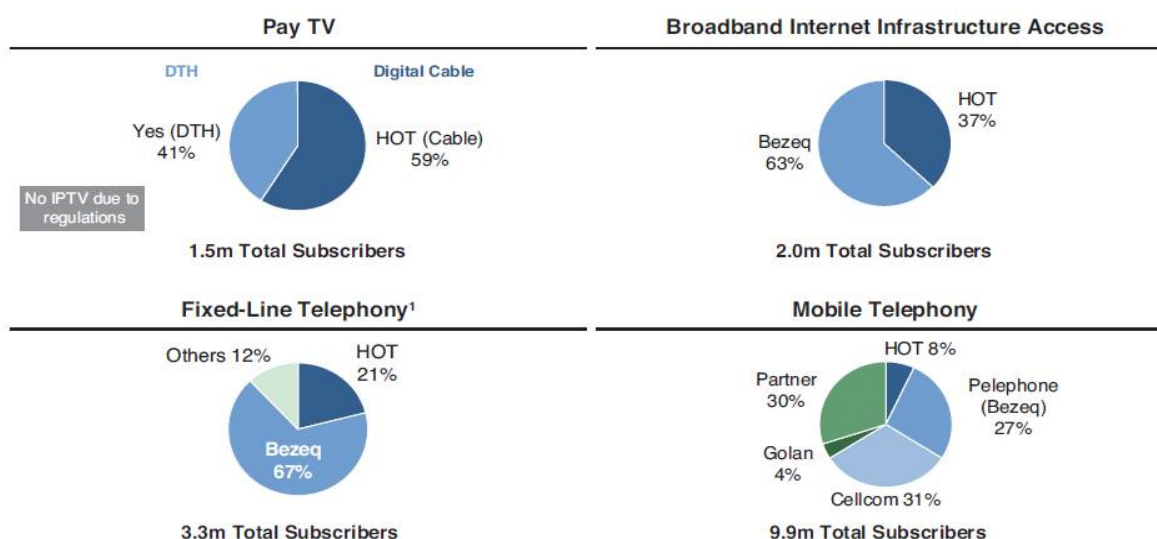 Pay TV
DTH
Digital Cable
Yes (DTH)
41%
HOT (Cable)
59%
No IPTV due to
regulations
1.5m Total Subscribers
Broadband Internet Infrastructure Access
HOT
37%
Bezeq
63%
2.0m Total Subscribers
Fixed-Line Telephony¹
Others 12%
HOT
21%
Bezeq
67%
3.3m Total Subscribers
Mobile Telephony
HOT 8%
Partner
30%
Pelephone
(Bezeq)
27%
Golan
4%
Cellcom 31%
9.9m Total Subscribers